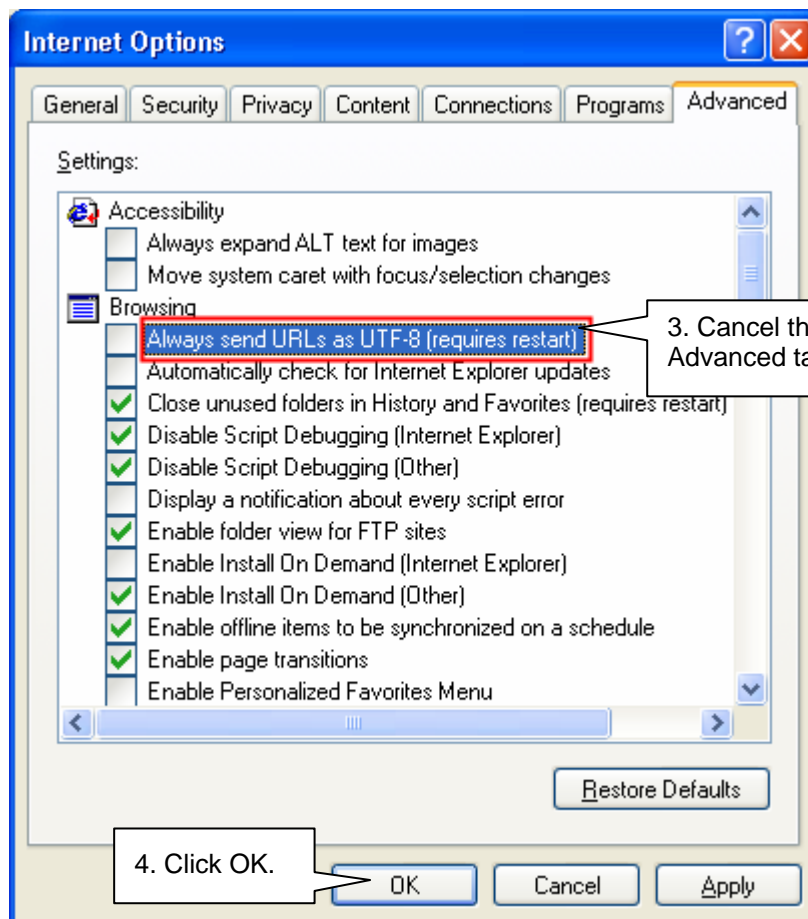 Internet Options
General Security Privacy Content Connections Programs Advanced
Settings:
Accessibility
Always expand ALT text for images
Move system caret with focus/selection changes
Browsing
Always send URLs as UTF-8 (requires restart)
3. Cancel th
Advanced ta
Automatically check for Internet Explorer updates
Close unused folders in History and Favorites (requires restart)
Disable Script Debugging (Internet Explorer)
Disable Script Debugging (Other)
Display a notification about every script error
Enable folder view for FTP sites
Enable Install On Demand (Internet Explorer)
Enable Install On Demand (Other)
Enable offline items to be synchronized on a schedule
Enable page transitions
Enable Personalized Favorites Menu
Restore Defaults
4. Click OK.
OK Cancel Apply